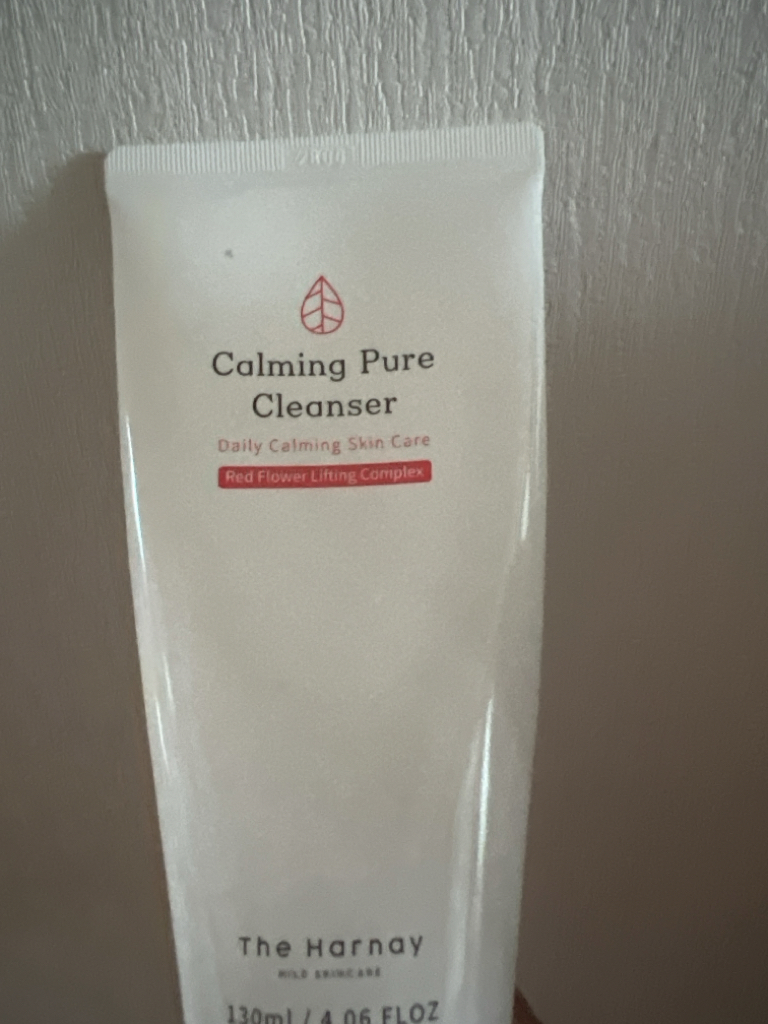 Calming Pure
Cleanser
Daily Calming Skin Care
Red Flower Lifting Complex
The Harnay
MILD SKINCARE
130ml / 4.06 FLOZ